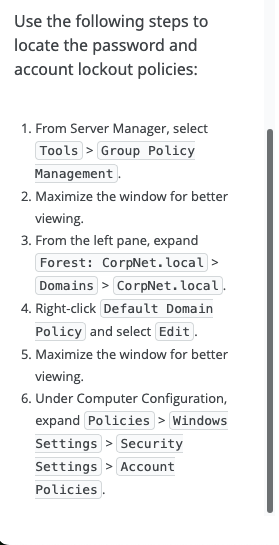 Use the following steps to
locate the password and
account lockout policies:
1. From Server Manager, select
Tools > Group Policy
Management.
2. Maximize the window for better
viewing.
3. From the left pane, expand
Forest: CorpNet.local >
Domains > CorpNet.local.
4. Right-click Default Domain
Policy and select Edit.
5. Maximize the window for better
viewing.
6. Under Computer Configuration,
expand Policies > Windows
Settings > Security
Settings > Account
Policies.